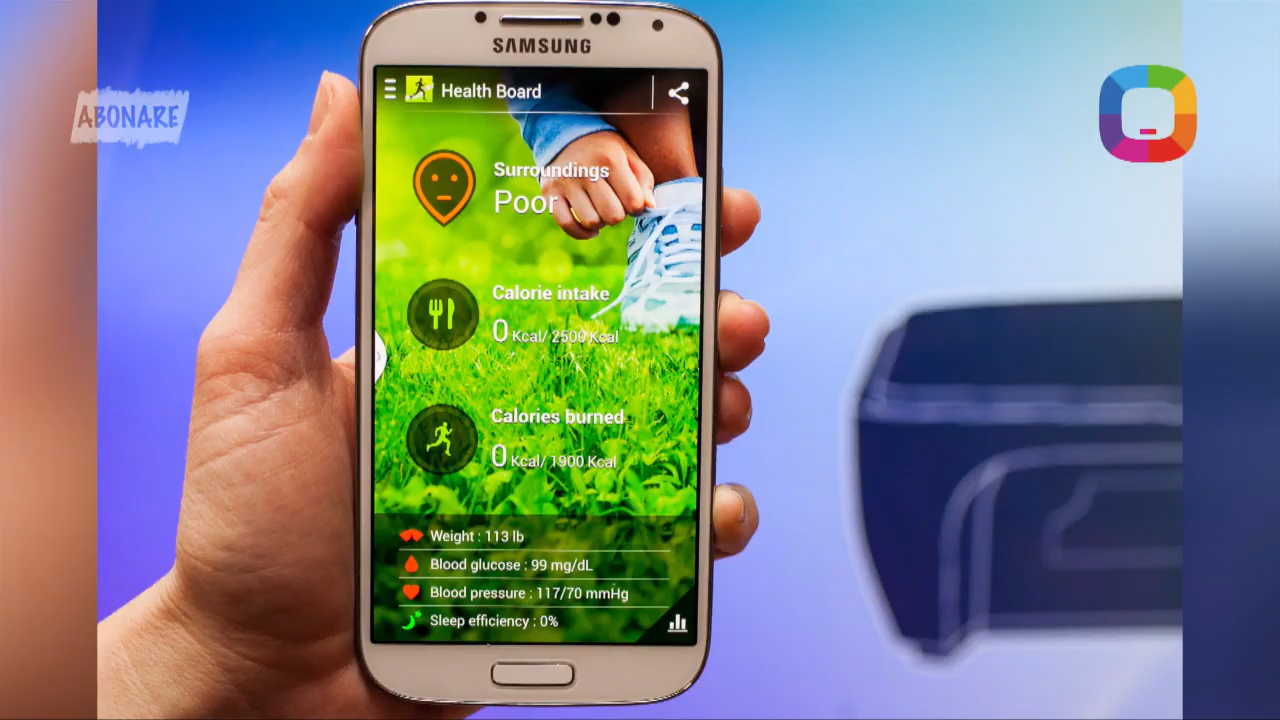 SAMSUNG
ABONARE
Health Board
Surroundings
Poor
Calorie intake
0 Kcal/ 2500 Kcal
Calories burned
0 Kcal/ 1900 Kcal
Weight : 113 lb
Blood glucose : 99 mg/dL
Blood pressure : 117/70 mmHg
Sleep efficiency : 0%